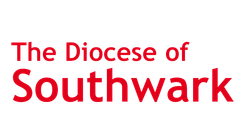 The Diocese of
Southwark